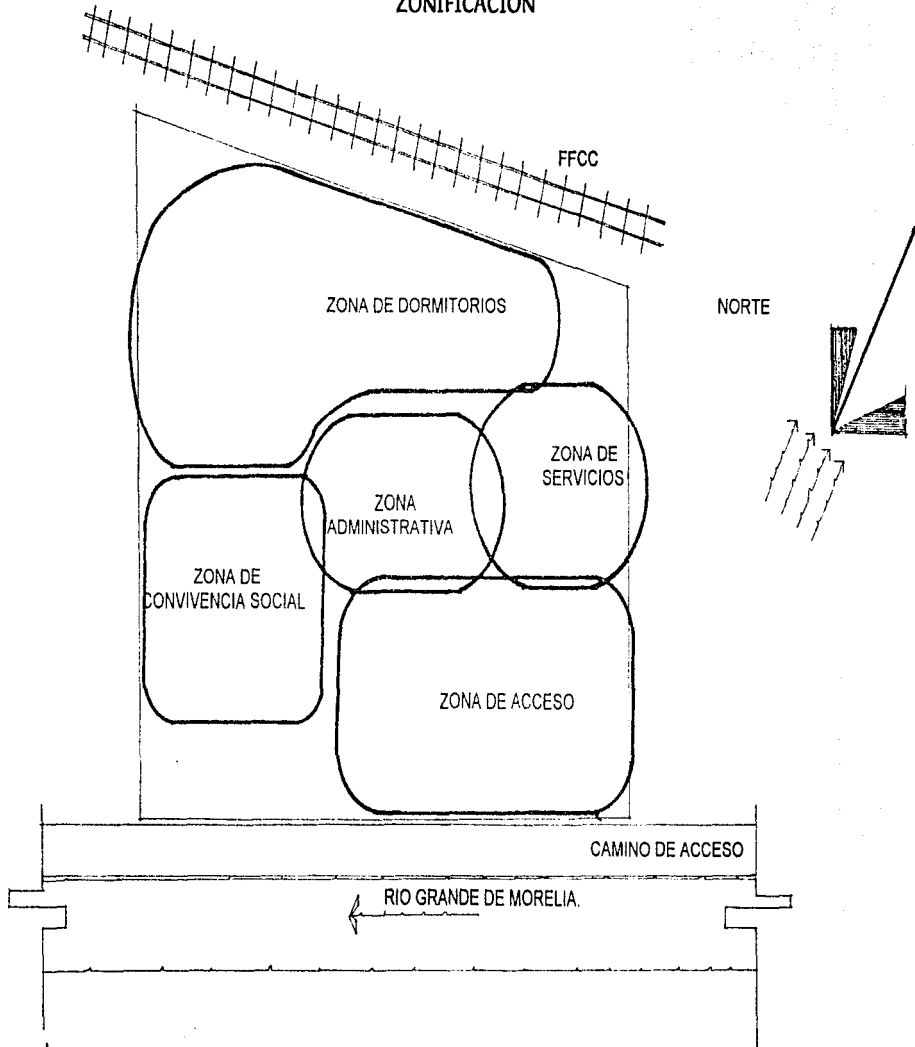 ZONIFICACION
FFCC
ZONA DE DORMITORIOS
NORTE
ZONA DE
SERVICIOS
ZONA
ADMINISTRATIVA
ZONA DE
CONVIVENCIA SOCIAL
ZONA DE ACCESO
CAMINO DE ACCESO
RIO GRANDE DE MORELIA.